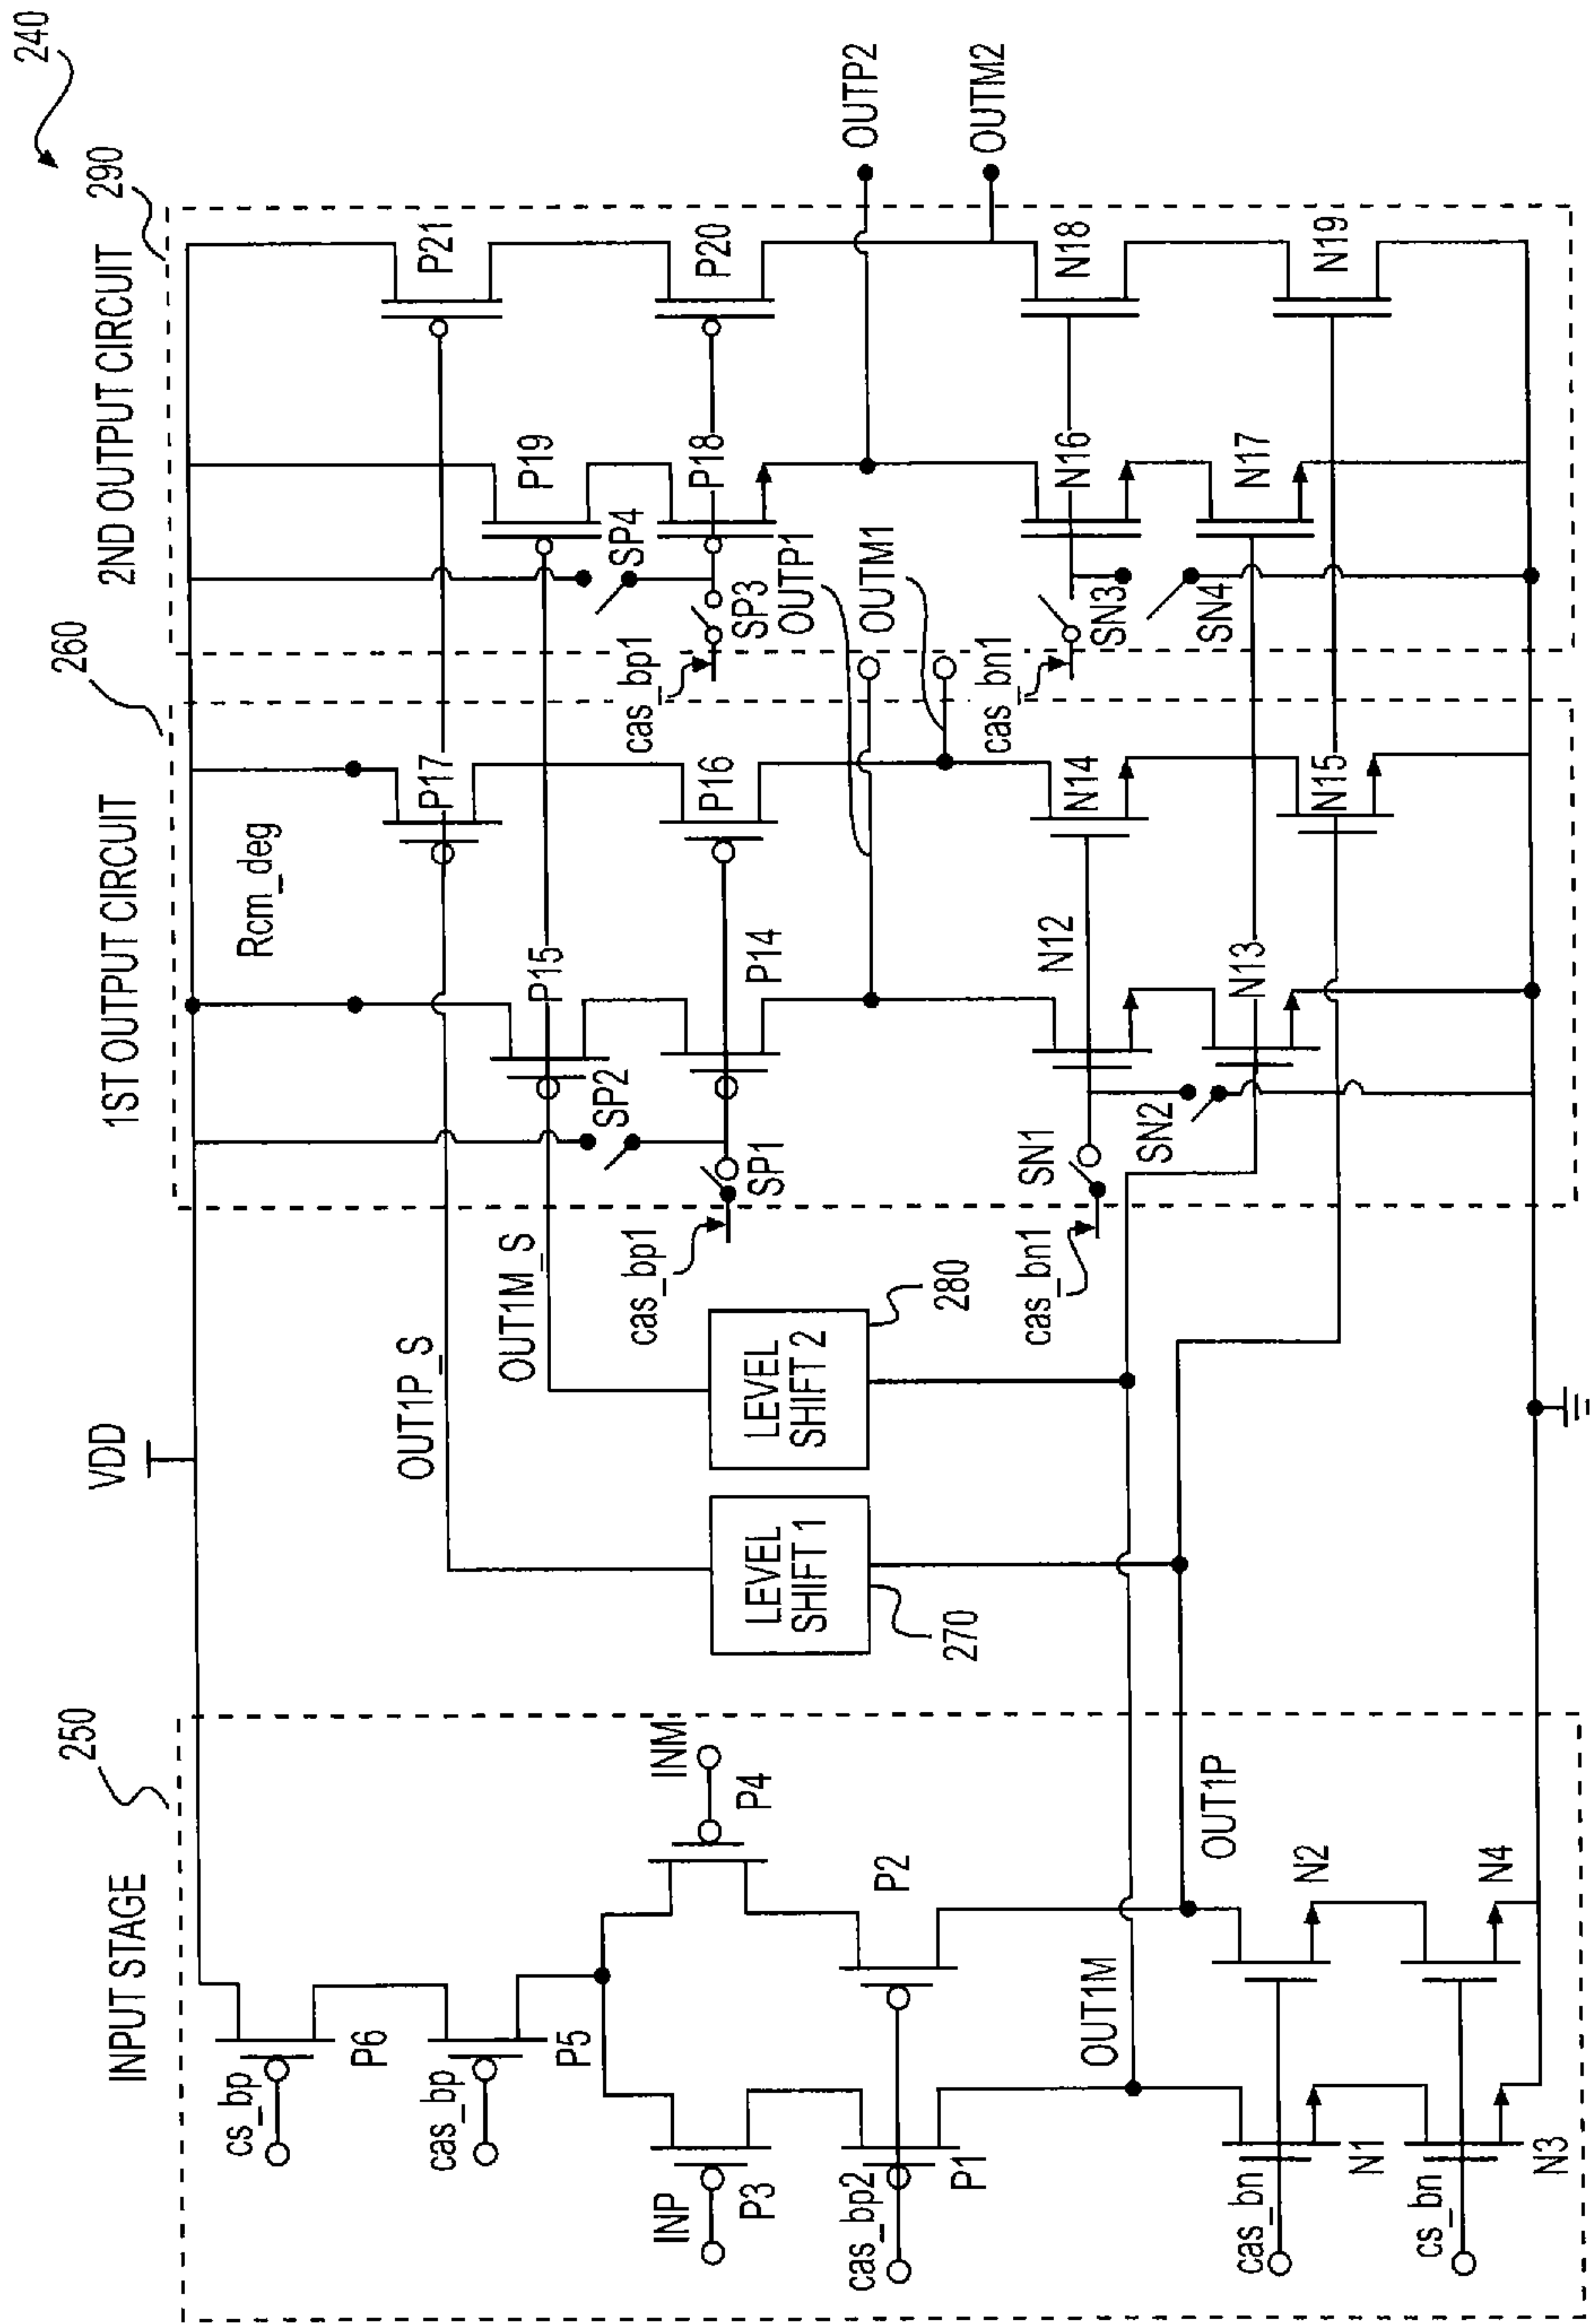 240
INPUT STAGE
250
VDD
1ST OUTPUT CIRCUIT
260
2ND OUTPUT CIRCUIT
290
cs_bp
P6
cas_bp
P5
INP
P3
INM
P4
cas_bp2
P1
P2
OUT1M
OUT1P
cas_bn
N1
N2
cs_bn
N3
N4
OUT1P_S
OUT1M_S
LEVEL
SHIFT 1
270
LEVEL
SHIFT 2
280
Rcm_deg
P15
P17
SP2
P14
P16
cas_bp1
SP1
N12
N14
cas_bn1
SN1
SN2
N13
N15
P19
P21
SP4
P18
P20
cas_bp1
SP3
OUTP1
OUTM1
OUTP2
OUTM2
N16
N18
cas_bn1
SN3
SN4
N17
N19